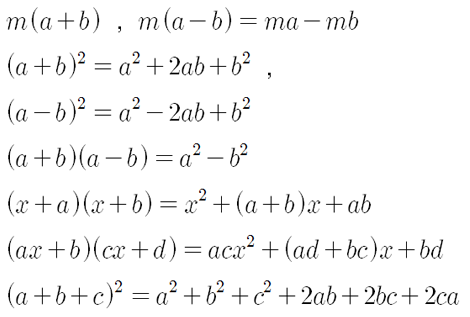 m(a+b) , m(a−b) = ma−mb
(a+b)² = a²+2ab+b² ,
(a−b)² = a²−2ab+b²
(a+b)(a−b) = a²−b²
(x+a)(x+b) = x²+(a+b)x+ab
(ax+b)(cx+d) = acx²+(ad+bc)x+bd
(a+b+c)² = a²+b²+c²+2ab+2bc+2ca